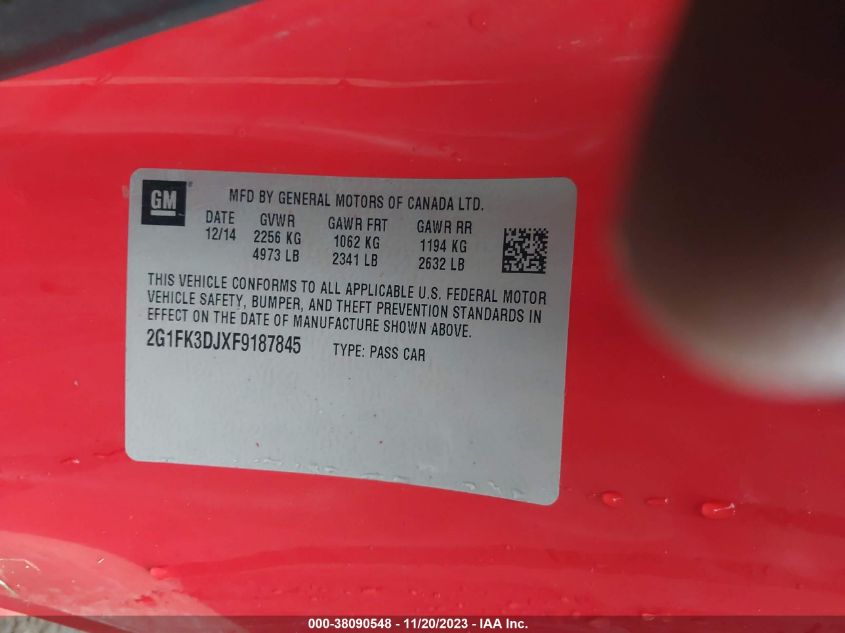 GM
MFD BY GENERAL MOTORS OF CANADA LTD.
DATE GVWR GAWR FRT GAWR RR
12/14 2256 KG 1062 KG 1194 KG
4973 LB 2341 LB 2632 LB
THIS VEHICLE CONFORMS TO ALL APPLICABLE U.S. FEDERAL MOTOR
VEHICLE SAFETY, BUMPER, AND THEFT PREVENTION STANDARDS IN
EFFECT ON THE DATE OF MANUFACTURE SHOWN ABOVE.
2G1FK3DJXF9187845 TYPE: PASS CAR
000-38090548 - 11/20/2023 - IAA Inc.